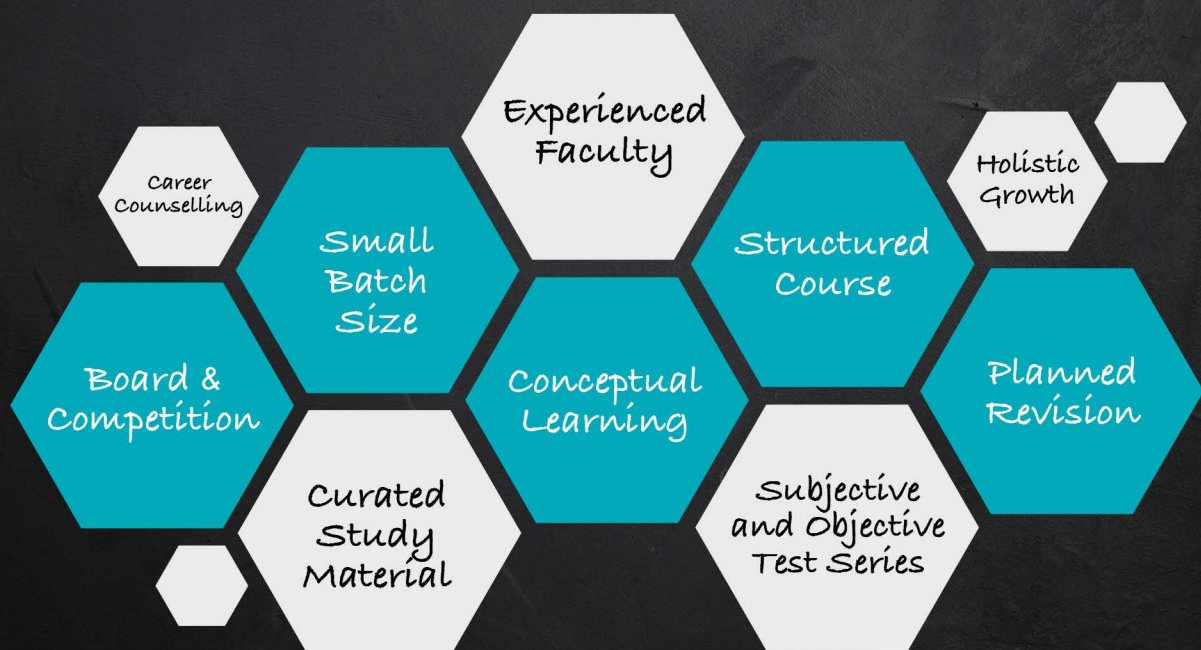 Experienced
Faculty
Career
Counselling
Holistic
Growth
Small
Batch
Size
Structured
Course
Board &
Competition
Conceptual
Learning
Planned
Revision
Curated
Study
Material
Subjective
and Objective
Test Series